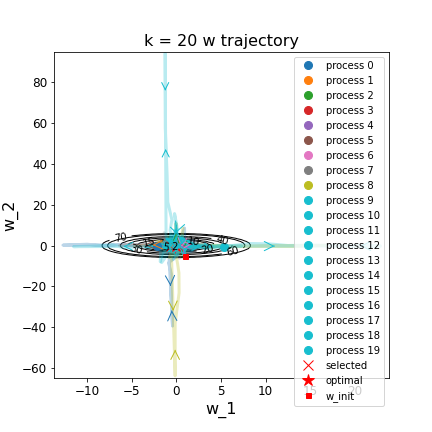 k = 20 w trajectory
80
60
40
20
0
−20
−40
−60
w_2
−10
−5
0
5
10
15
20
w_1
70
15
40
70
60
process 0
process 1
process 2
process 3
process 4
process 5
process 6
process 7
process 8
process 9
process 10
process 11
process 12
process 13
process 14
process 15
process 16
process 17
process 18
process 19
selected
optimal
w_init